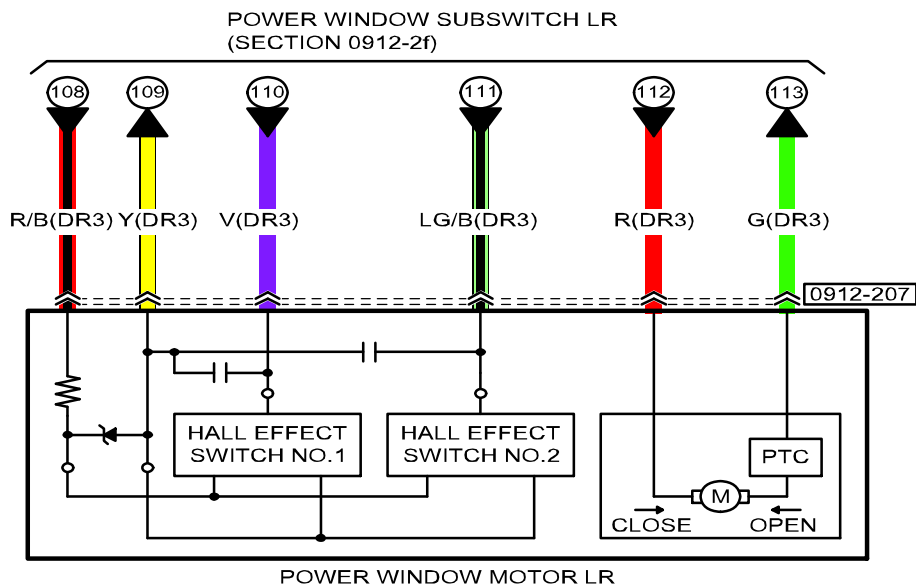 POWER WINDOW SUBSWITCH LR
(SECTION 0912-2f)
108 109 110 111 112 113
R/B(DR3) Y(DR3) V(DR3) LG/B(DR3) R(DR3) G(DR3)
0912-207
HALL EFFECT
SWITCH NO.1
HALL EFFECT
SWITCH NO.2
PTC
M
CLOSE OPEN
POWER WINDOW MOTOR LR